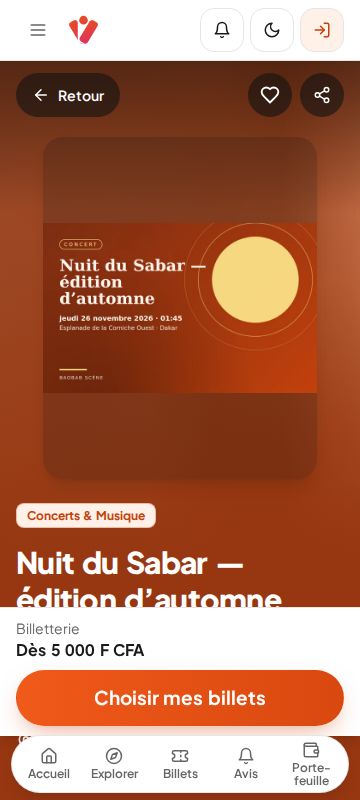 Retour
CONCERT
Nuit du Sabar —
édition
d’automne
jeudi 26 novembre 2026 · 01:45
Esplanade de la Corniche Ouest · Dakar
BAOBAB SCÈNE
Concerts & Musique
Nuit du Sabar —
édition d’automne
Billetterie
Dès 5 000 F CFA
Choisir mes billets
Accueil
Explorer
Billets
Avis
Porte-
feuille